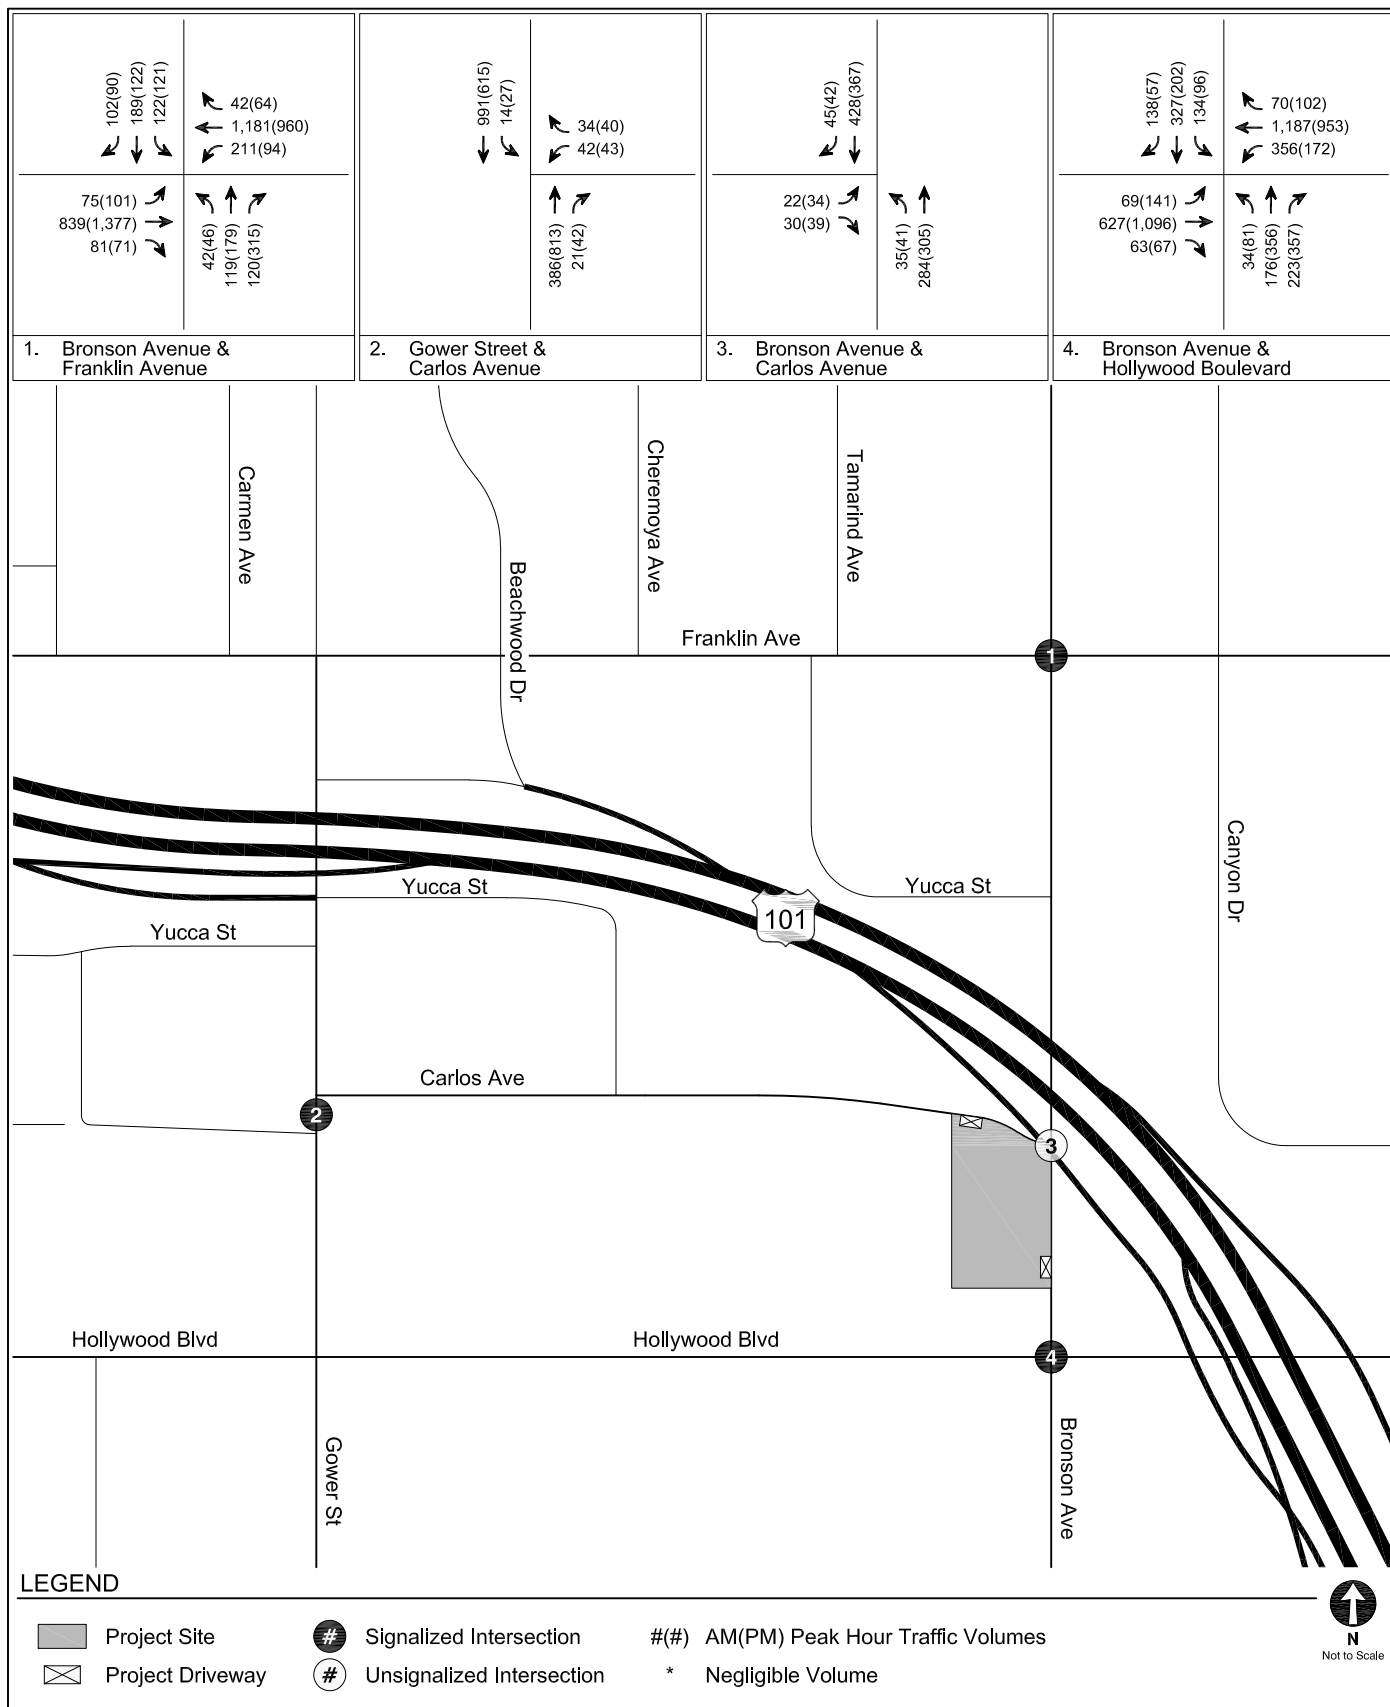 102(90)
189(122)
122(121)
42(64)
1,181(960)
211(94)
75(101)
839(1,377)
81(71)
42(46)
119(179)
120(315)
1. Bronson Avenue &
Franklin Avenue
991(615)
14(27)
34(40)
42(43)
386(813)
21(42)
2. Gower Street &
Carlos Avenue
45(42)
428(367)
22(34)
30(39)
35(41)
284(305)
3. Bronson Avenue &
Carlos Avenue
138(57)
327(202)
134(96)
70(102)
1,187(953)
356(172)
69(141)
627(1,096)
63(67)
34(81)
176(356)
223(357)
4. Bronson Avenue &
Hollywood Boulevard
Carmen Ave
Beachwood Dr
Cheremoya Ave
Tamarind Ave
Franklin Ave
1
Canyon Dr
Yucca St
101
Yucca St
Yucca St
Carlos Ave
2
3
Hollywood Blvd
Hollywood Blvd
4
Gower St
Bronson Ave
LEGEND
Project Site
# Signalized Intersection
#(#) AM(PM) Peak Hour Traffic Volumes
Project Driveway
# Unsignalized Intersection
* Negligible Volume
N
Not to Scale